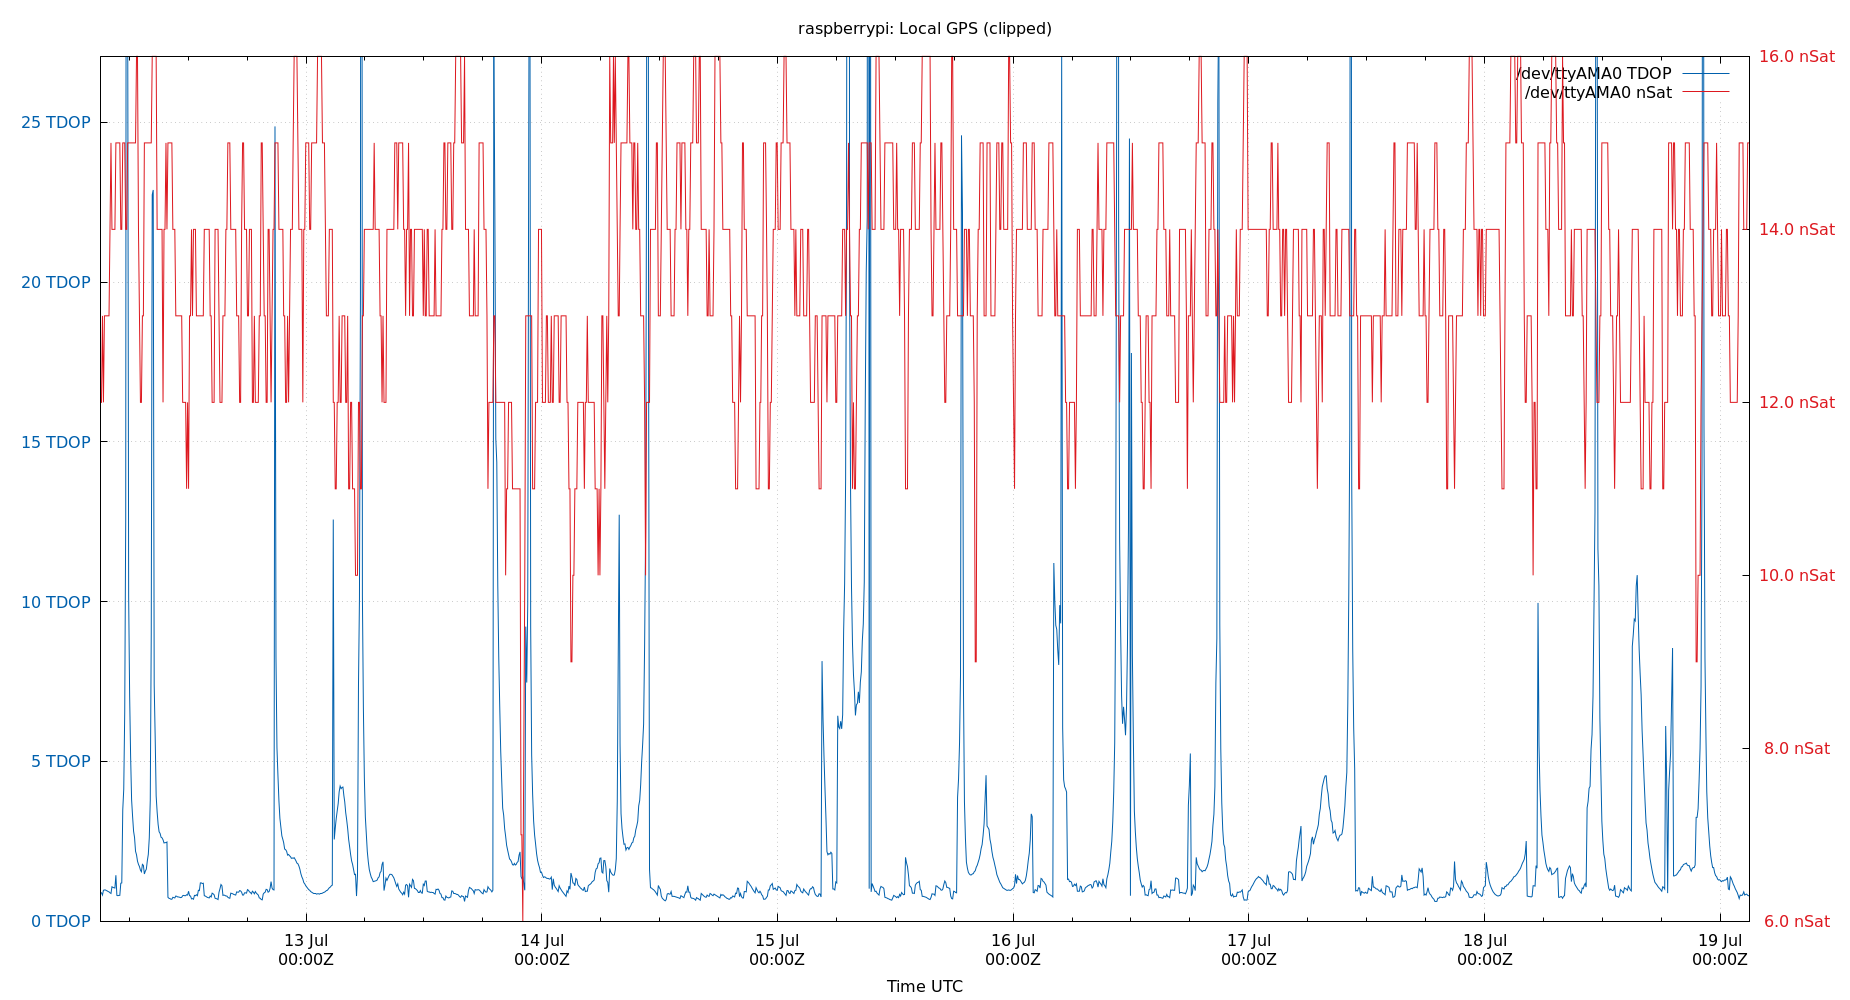 raspberrypi: Local GPS (clipped)
16.0 nSat
/dev/ttyAMA0 TDOP
/dev/ttyAMA0 nSat
25 TDOP
14.0 nSat
20 TDOP
12.0 nSat
15 TDOP
10.0 nSat
10 TDOP
8.0 nSat
5 TDOP
6.0 nSat
0 TDOP
13 Jul
00:00Z
14 Jul
00:00Z
15 Jul
00:00Z
16 Jul
00:00Z
17 Jul
00:00Z
18 Jul
00:00Z
19 Jul
00:00Z
Time UTC